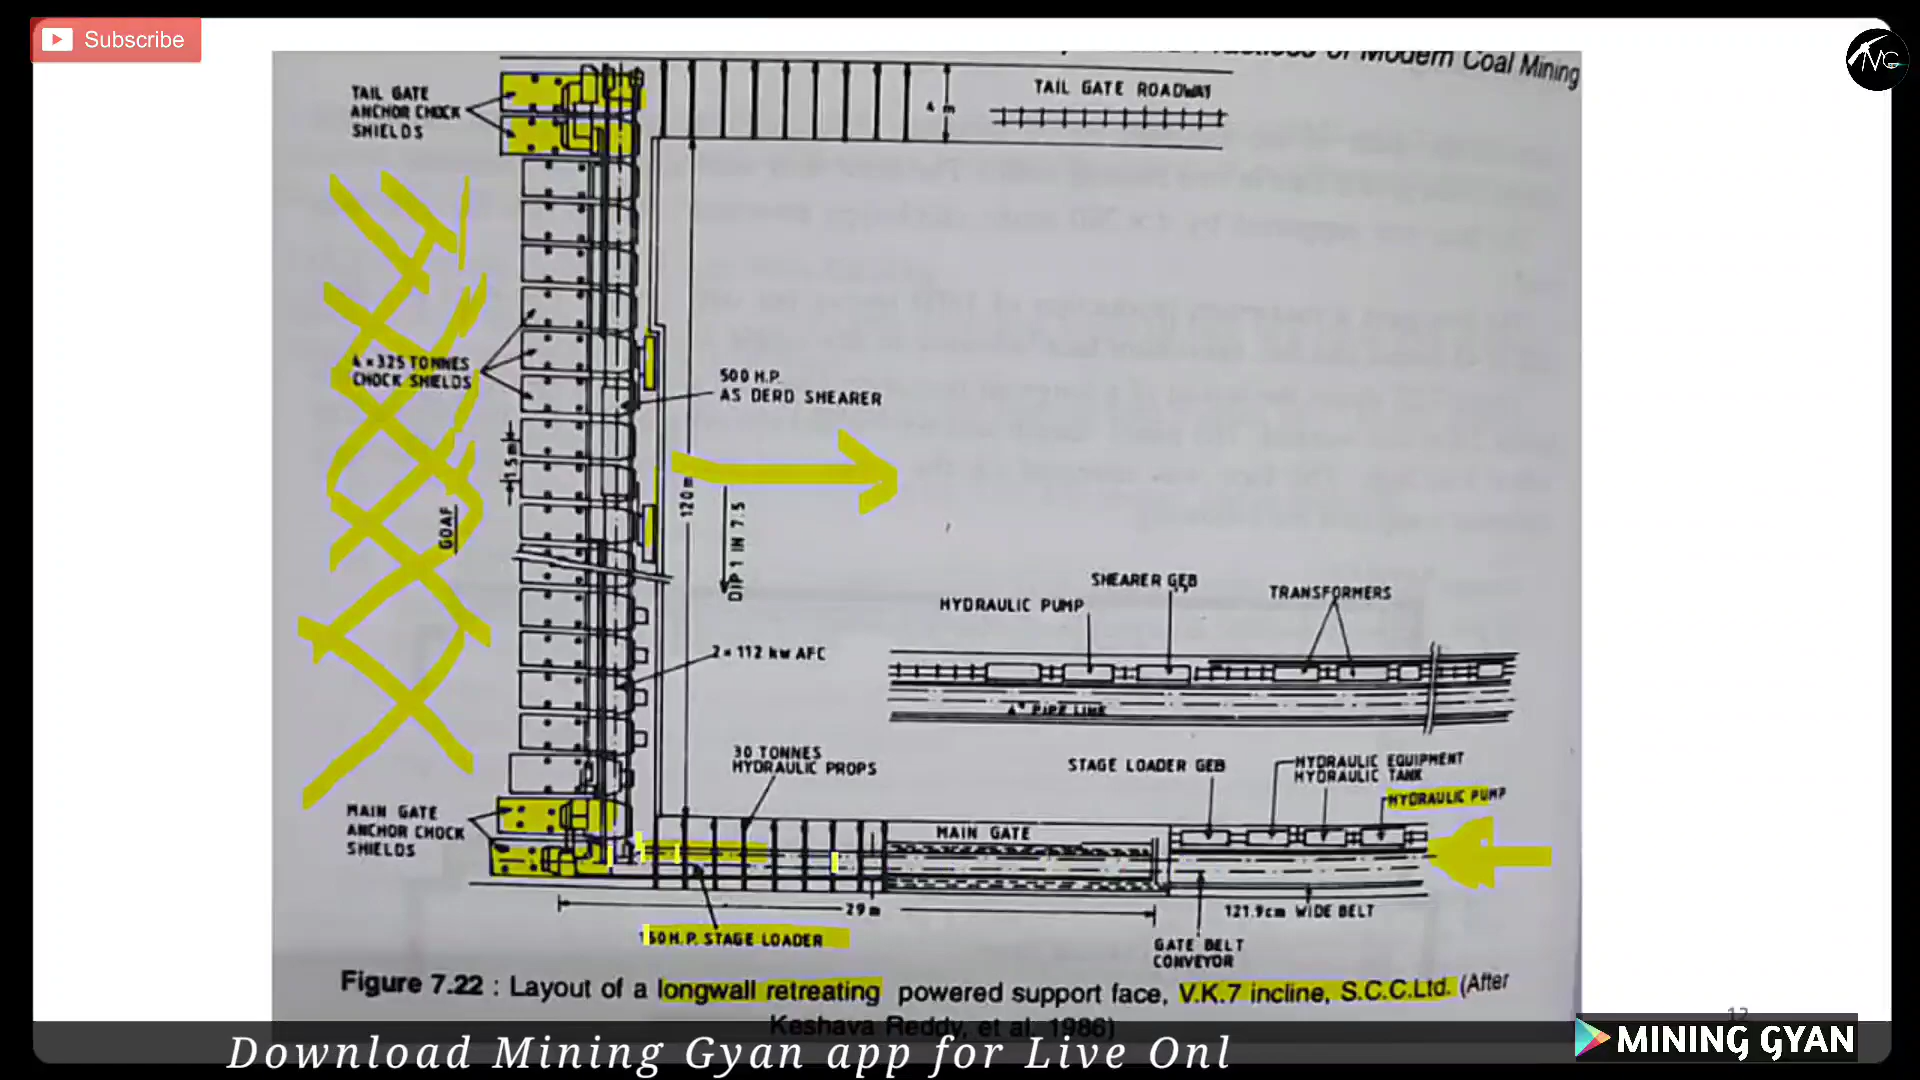 Subscribe
of Modern Coal Mining
TAIL GATE
ANCHOR CHOCK
SHIELDS
4 m
TAIL GATE ROADWAY
4 × 325 TONNES
CHOCK SHIELDS
500 H.P.
AS DERD SHEARER
1.5m
GOAF
120m
DIP 1 IN 7.5
SHEARER GEB
HYDRAULIC PUMP
TRANSFORMERS
2 × 112 kw AFC
4" PIPE LINE
30 TONNES
HYDRAULIC PROPS
STAGE LOADER GEB
HYDRAULIC EQUIPMENT
HYDRAULIC TANK
HYDRAULIC PUMP
MAIN GATE
ANCHOR CHOCK
SHIELDS
MAIN GATE
29 m
121.9cm WIDE BELT
150 H.P. STAGE LOADER
GATE BELT
CONVEYOR
Figure 7.22 : Layout of a longwall retreating powered support face, V.K.7 incline, S.C.C.Ltd. (After
Keshava Reddy, et al. 1986)
12
Download Mining Gyan app for Live Onl
MINING GYAN